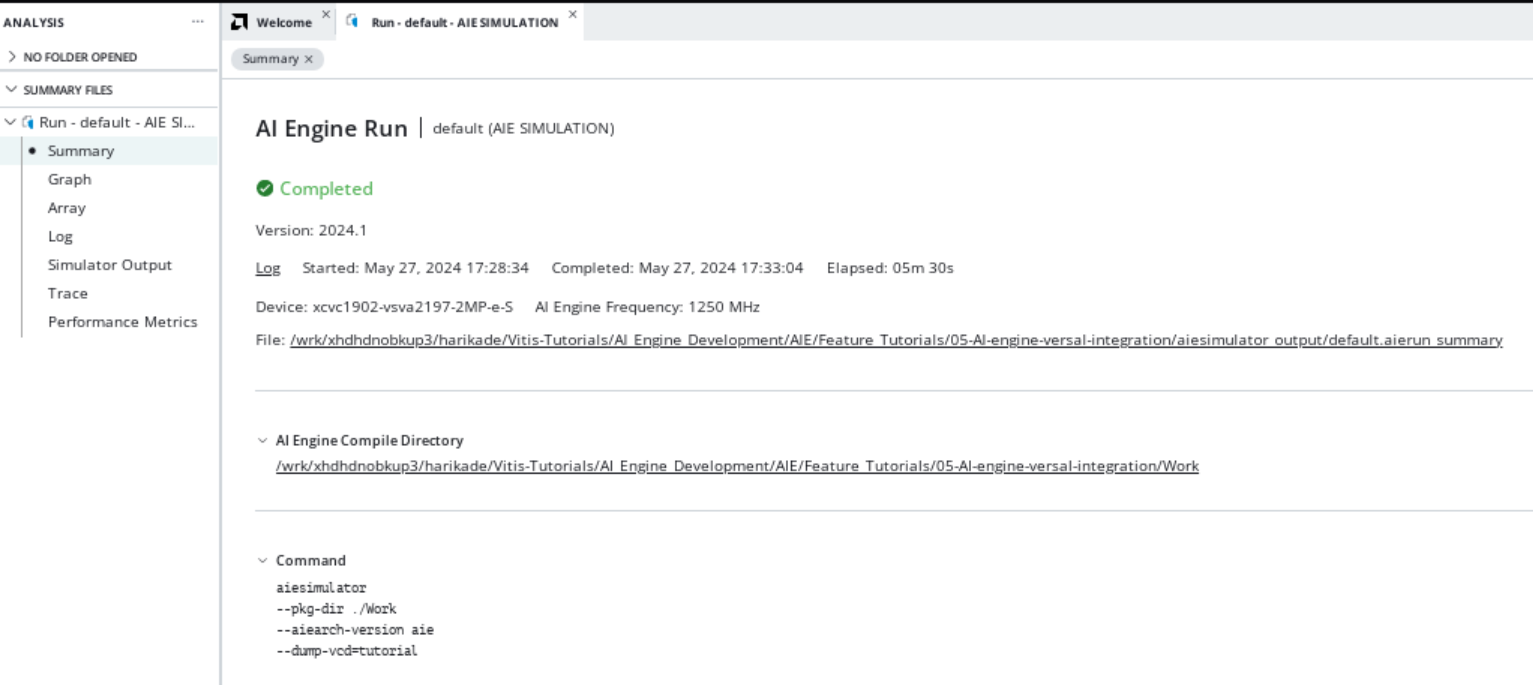 ANALYSIS ...
NO FOLDER OPENED
SUMMARY FILES
Run - default - AIE SI...
Summary
Graph
Array
Log
Simulator Output
Trace
Performance Metrics
Welcome Run - default - AIE SIMULATION
Summary
AI Engine Run | default (AIE SIMULATION)
Completed
Version: 2024.1
Log Started: May 27, 2024 17:28:34 Completed: May 27, 2024 17:33:04 Elapsed: 05m 30s
Device: xcvc1902-vsva2197-2MP-e-S AI Engine Frequency: 1250 MHz
File: /wrk/xhdhdnobkup3/harikade/Vitis-Tutorials/AI_Engine_Development/AIE/Feature_Tutorials/05-AI-engine-versal-integration/aiesimulator_output/default.aierun_summary
AI Engine Compile Directory
/wrk/xhdhdnobkup3/harikade/Vitis-Tutorials/AI_Engine_Development/AIE/Feature_Tutorials/05-AI-engine-versal-integration/Work
Command
aiesimulator
--pkg-dir ./Work
--aiearch-version aie
--dump-vcd=tutorial